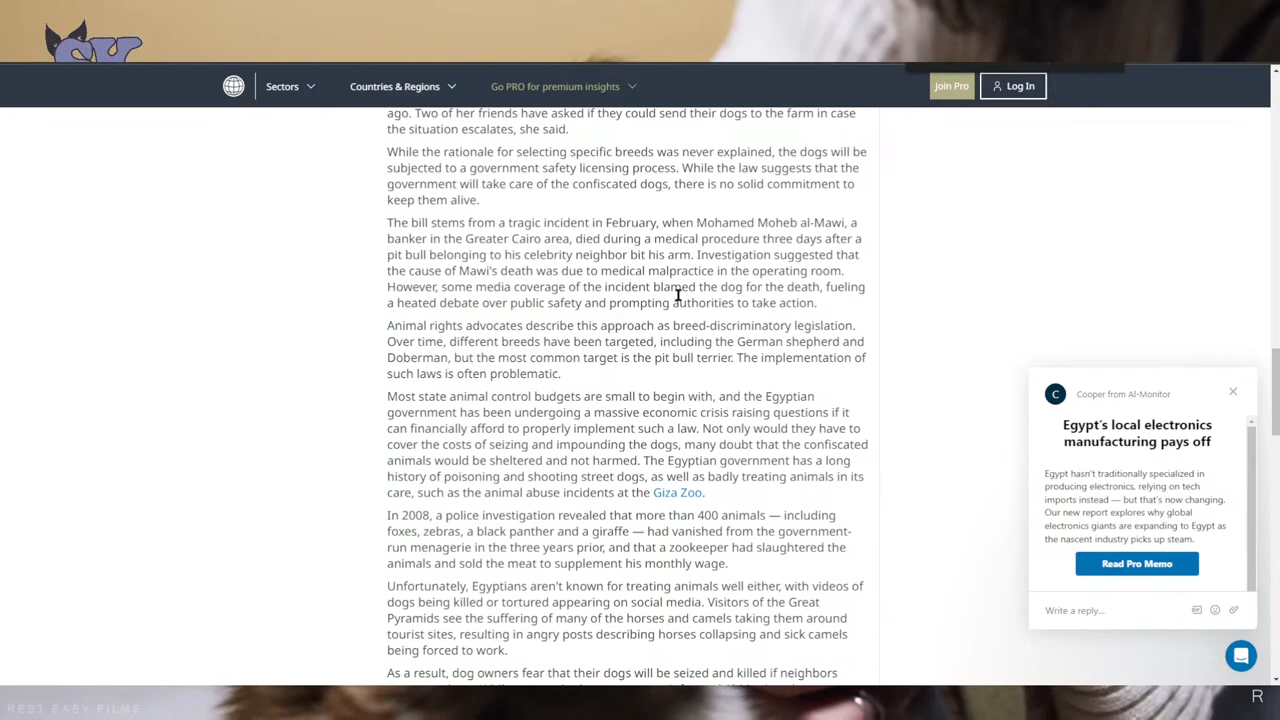 CU
Sectors
Countries & Regions
Go PRO for premium insights
Join Pro
Log In
ago. Two of her friends have asked if they could send their dogs to the farm in case
the situation escalates, she said.
While the rationale for selecting specific breeds was never explained, the dogs will be
subjected to a government safety licensing process. While the law suggests that the
government will take care of the confiscated dogs, there is no solid commitment to
keep them alive.
The bill stems from a tragic incident in February, when Mohamed Moheb al-Mawi, a
banker in the Greater Cairo area, died during a medical procedure three days after a
pit bull belonging to his celebrity neighbor bit his arm. Investigation suggested that
the cause of Mawi's death was due to medical malpractice in the operating room.
However, some media coverage of the incident blamed the dog for the death, fueling
a heated debate over public safety and prompting authorities to take action.
Animal rights advocates describe this approach as breed-discriminatory legislation.
Over time, different breeds have been targeted, including the German shepherd and
Doberman, but the most common target is the pit bull terrier. The implementation of
such laws is often problematic.
Most state animal control budgets are small to begin with, and the Egyptian
government has been undergoing a massive economic crisis raising questions if it
can financially afford to properly implement such a law. Not only would they have to
cover the costs of seizing and impounding the dogs, many doubt that the confiscated
animals would be sheltered and not harmed. The Egyptian government has a long
history of poisoning and shooting street dogs, as well as badly treating animals in its
care, such as the animal abuse incidents at the Giza Zoo.
In 2008, a police investigation revealed that more than 400 animals — including
foxes, zebras, a black panther and a giraffe — had vanished from the government-
run menagerie in the three years prior, and that a zookeeper had slaughtered the
animals and sold the meat to supplement his monthly wage.
Unfortunately, Egyptians aren't known for treating animals well either, with videos of
dogs being killed or tortured appearing on social media. Visitors of the Great
Pyramids see the suffering of many of the horses and camels taking them around
tourist sites, resulting in angry posts describing horses collapsing and sick camels
being forced to work.
As a result, dog owners fear that their dogs will be seized and killed if neighbors
C
Cooper from Al-Monitor
Egypt's local electronics
manufacturing pays off
Egypt hasn't traditionally specialized in
producing electronics, relying on tech
imports instead — but that's now changing.
Our new report explores why global
electronics giants are expanding to Egypt as
the nascent industry picks up steam.
Read Pro Memo
Write a reply...
REST EASY FILMS
R